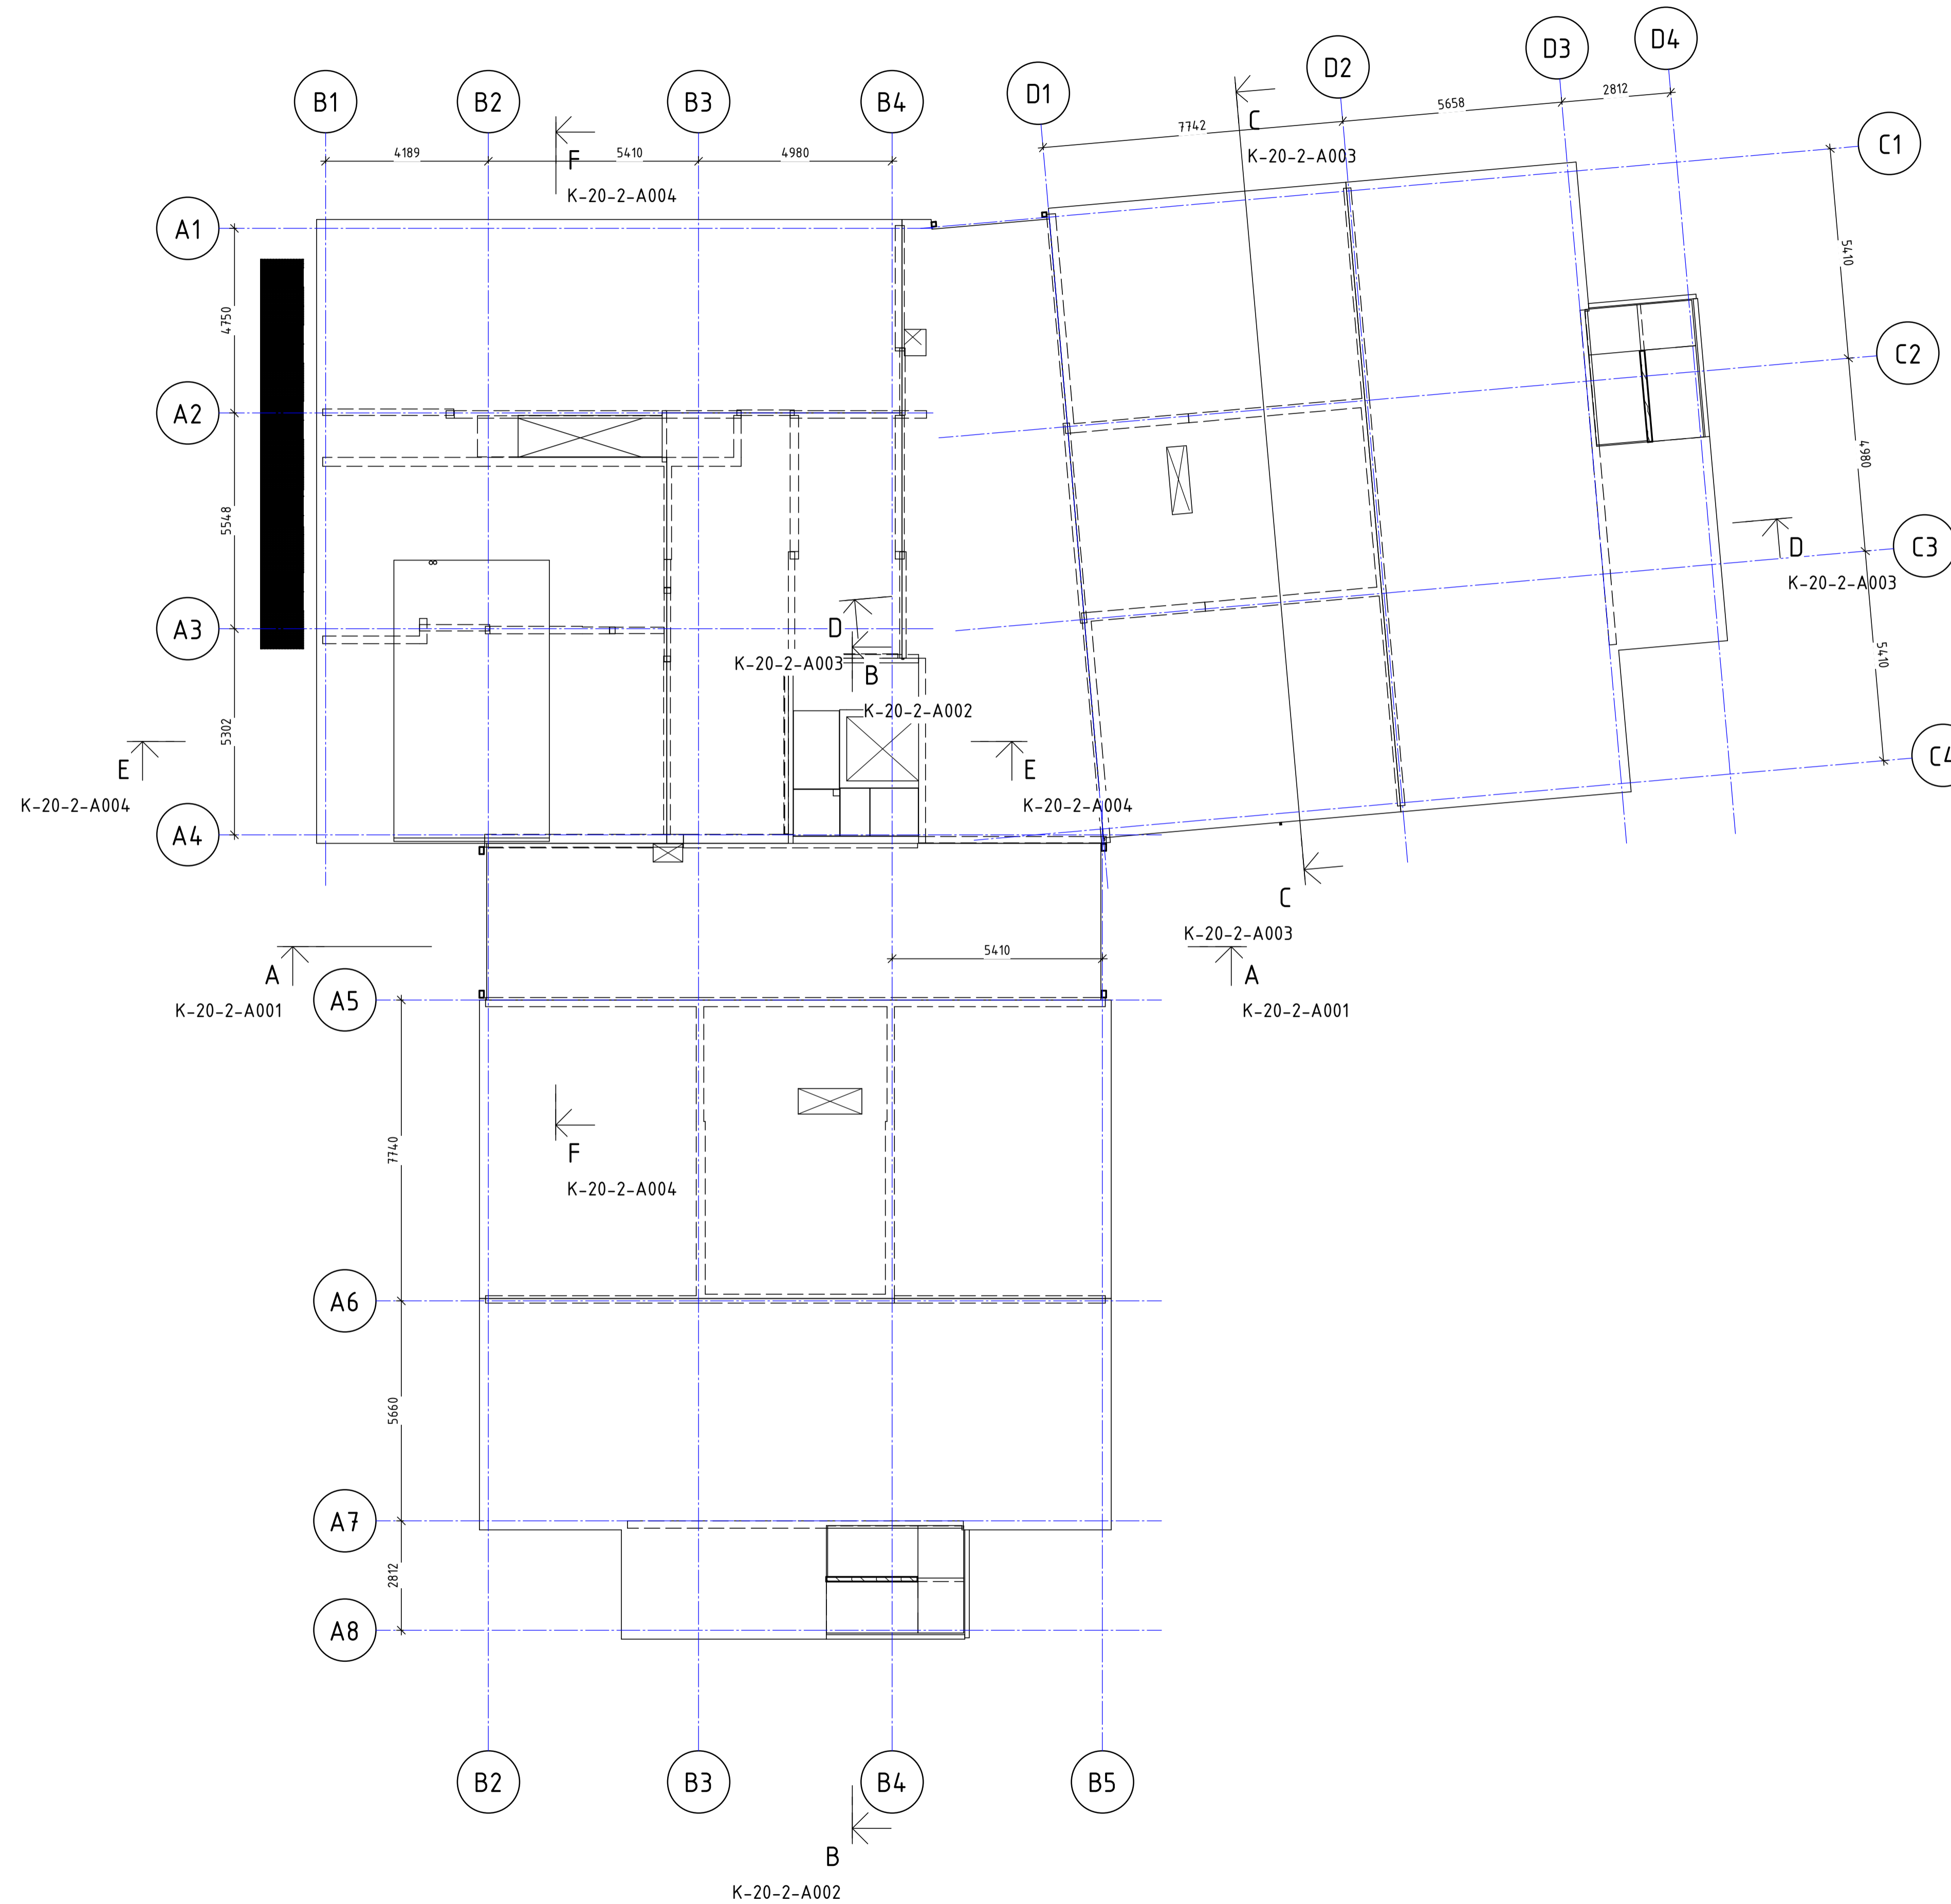 D4
D3
D2
D1
B1
B2
B3
B4
2812
5658
7742
C
K-20-2-A003
C1
4189
5410
4980
F
K-20-2-A004
A1
5410
4750
C2
A2
4980
5548
C3
D
K-20-2-A003
8
A3
D
K-20-2-A003
B
K-20-2-A002
5410
5302
C4
E
K-20-2-A004
E
K-20-2-A004
A4
C
K-20-2-A003
5410
A
K-20-2-A001
A
K-20-2-A001
A5
7740
F
K-20-2-A004
A6
5660
A7
2812
A8
B2
B3
B4
B5
B
K-20-2-A002